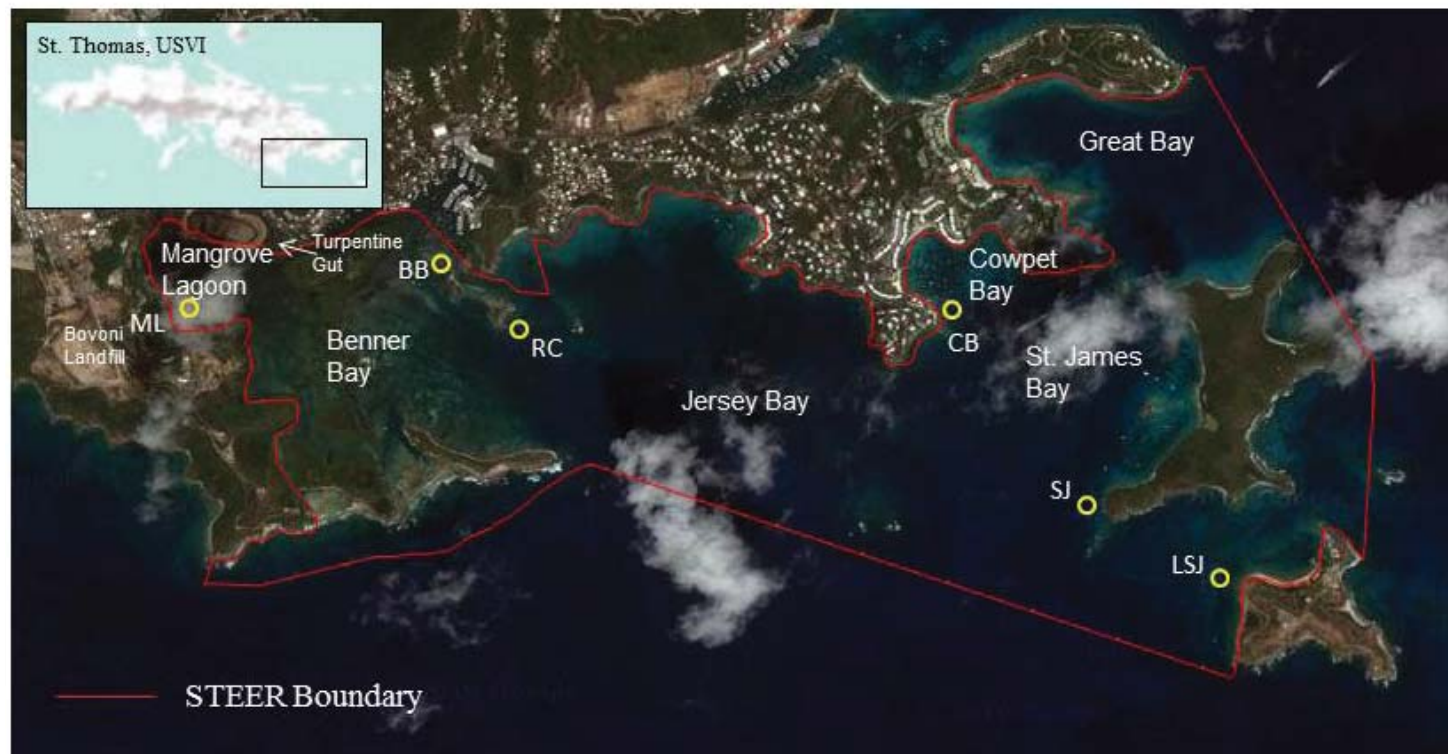 St. Thomas, USVI
Great Bay
Mangrove
Lagoon
Turpentine
Gut
BB
Cowpet
Bay
ML
Bovoni
Landfill
Benner
Bay
RC
CB
St. James
Bay
Jersey Bay
SJ
LSJ
STEER Boundary